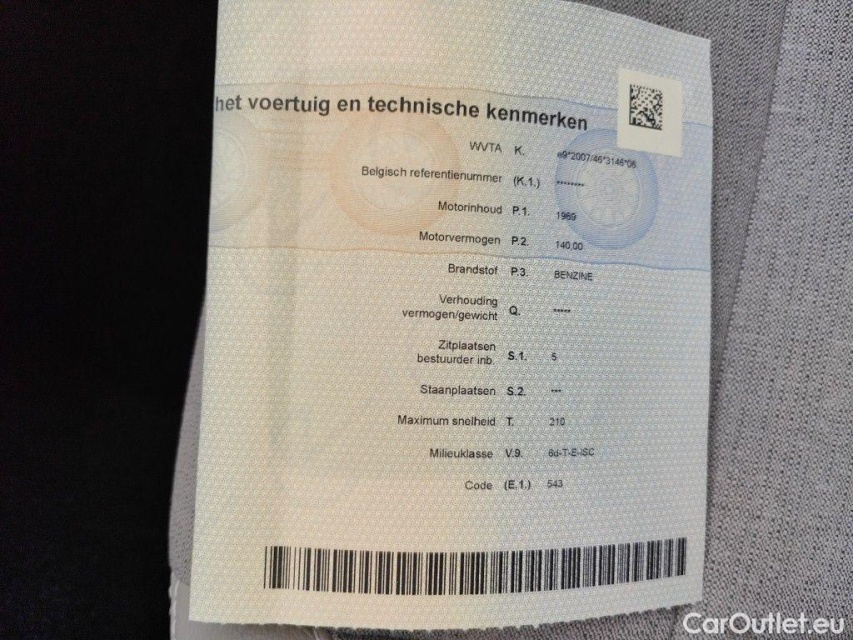 het voertuig en technische kenmerken
WVTA K. e9*2007/46*3146*06
Belgisch referentienummer (K.1.) ********
Motorinhoud P.1. 1969
Motorvermogen P.2. 140,00
Brandstof P.3. BENZINE
Verhouding
vermogen/gewicht Q. *****
Zitplaatsen
bestuurder inb. S.1. 5
Staanplaatsen S.2. ***
Maximum snelheid T. 210
Milieuklasse V.9. 6d-T-E-ISC
Code (E.1.) 543
CarOutlet.eu